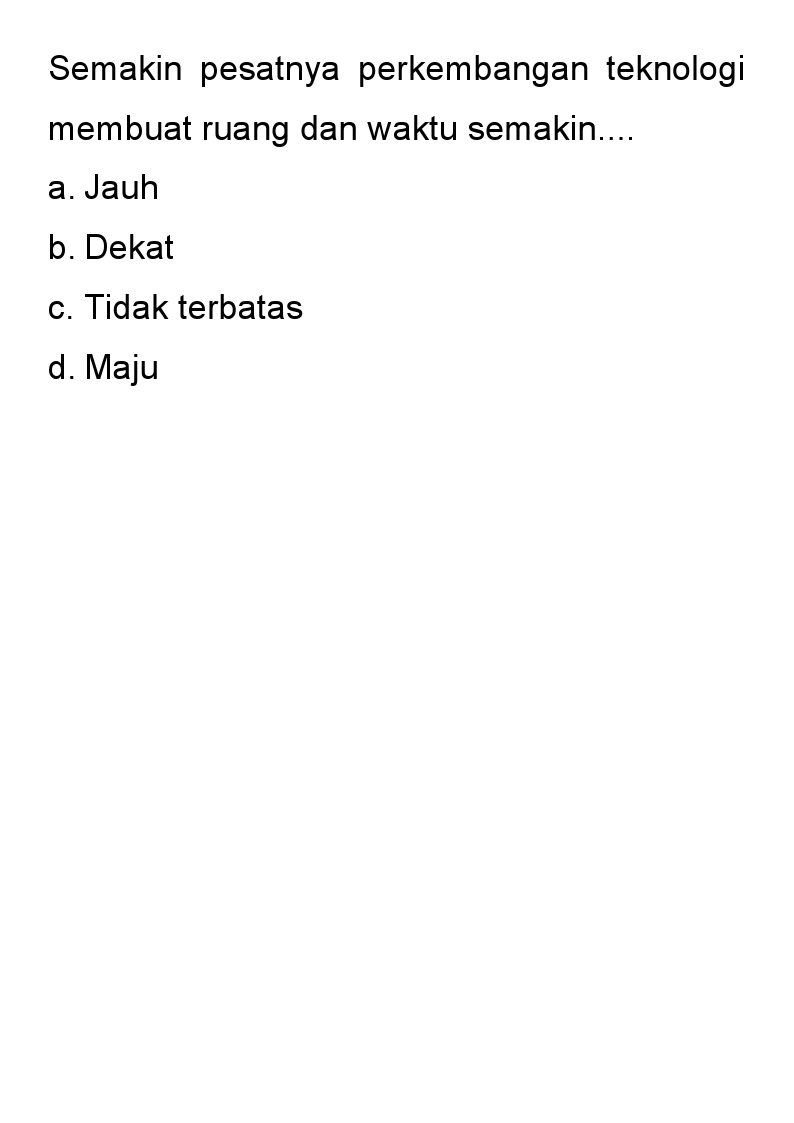 Semakin pesatnya perkembangan teknologi
membuat ruang dan waktu semakin....
a. Jauh
b. Dekat
c. Tidak terbatas
d. Maju